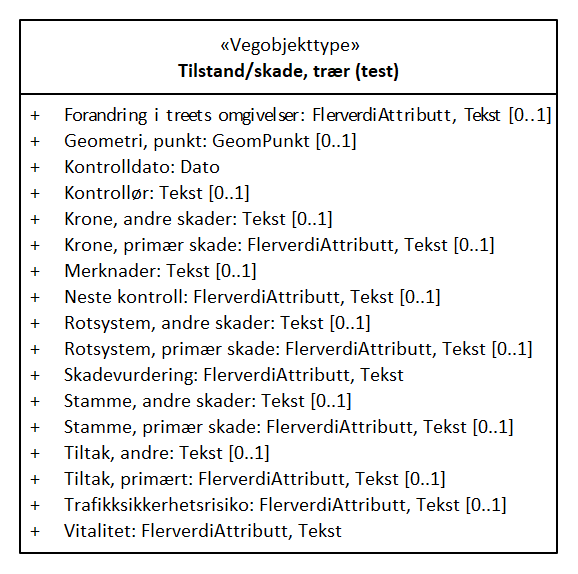 «Vegobjekttype»
Tilstand/skade, trær (test)
+ Forandring i treets omgivelser: FlerverdiAttributt, Tekst [0..1]
+ Geometri, punkt: GeomPunkt [0..1]
+ Kontrolldato: Dato
+ Kontrollør: Tekst [0..1]
+ Krone, andre skader: Tekst [0..1]
+ Krone, primær skade: FlerverdiAttributt, Tekst [0..1]
+ Merknader: Tekst [0..1]
+ Neste kontroll: FlerverdiAttributt, Tekst [0..1]
+ Rotsystem, andre skader: Tekst [0..1]
+ Rotsystem, primær skade: FlerverdiAttributt, Tekst [0..1]
+ Skadevurdering: FlerverdiAttributt, Tekst
+ Stamme, andre skader: Tekst [0..1]
+ Stamme, primær skade: FlerverdiAttributt, Tekst [0..1]
+ Tiltak, andre: Tekst [0..1]
+ Tiltak, primært: FlerverdiAttributt, Tekst [0..1]
+ Trafikksikkerhetsrisiko: FlerverdiAttributt, Tekst [0..1]
+ Vitalitet: FlerverdiAttributt, Tekst